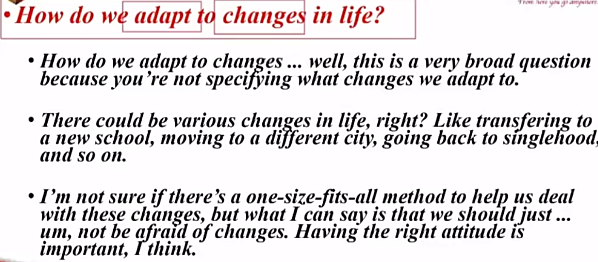 From here you go anywhere.
• How do we adapt to changes in life?
• How do we adapt to changes ... well, this is a very broad question
because you're not specifying what changes we adapt to.
• There could be various changes in life, right? Like transfering to
a new school, moving to a different city, going back to singlehood,
and so on.
• I'm not sure if there's a one-size-fits-all method to help us deal
with these changes, but what I can say is that we should just ...
um, not be afraid of changes. Having the right attitude is
important, I think.